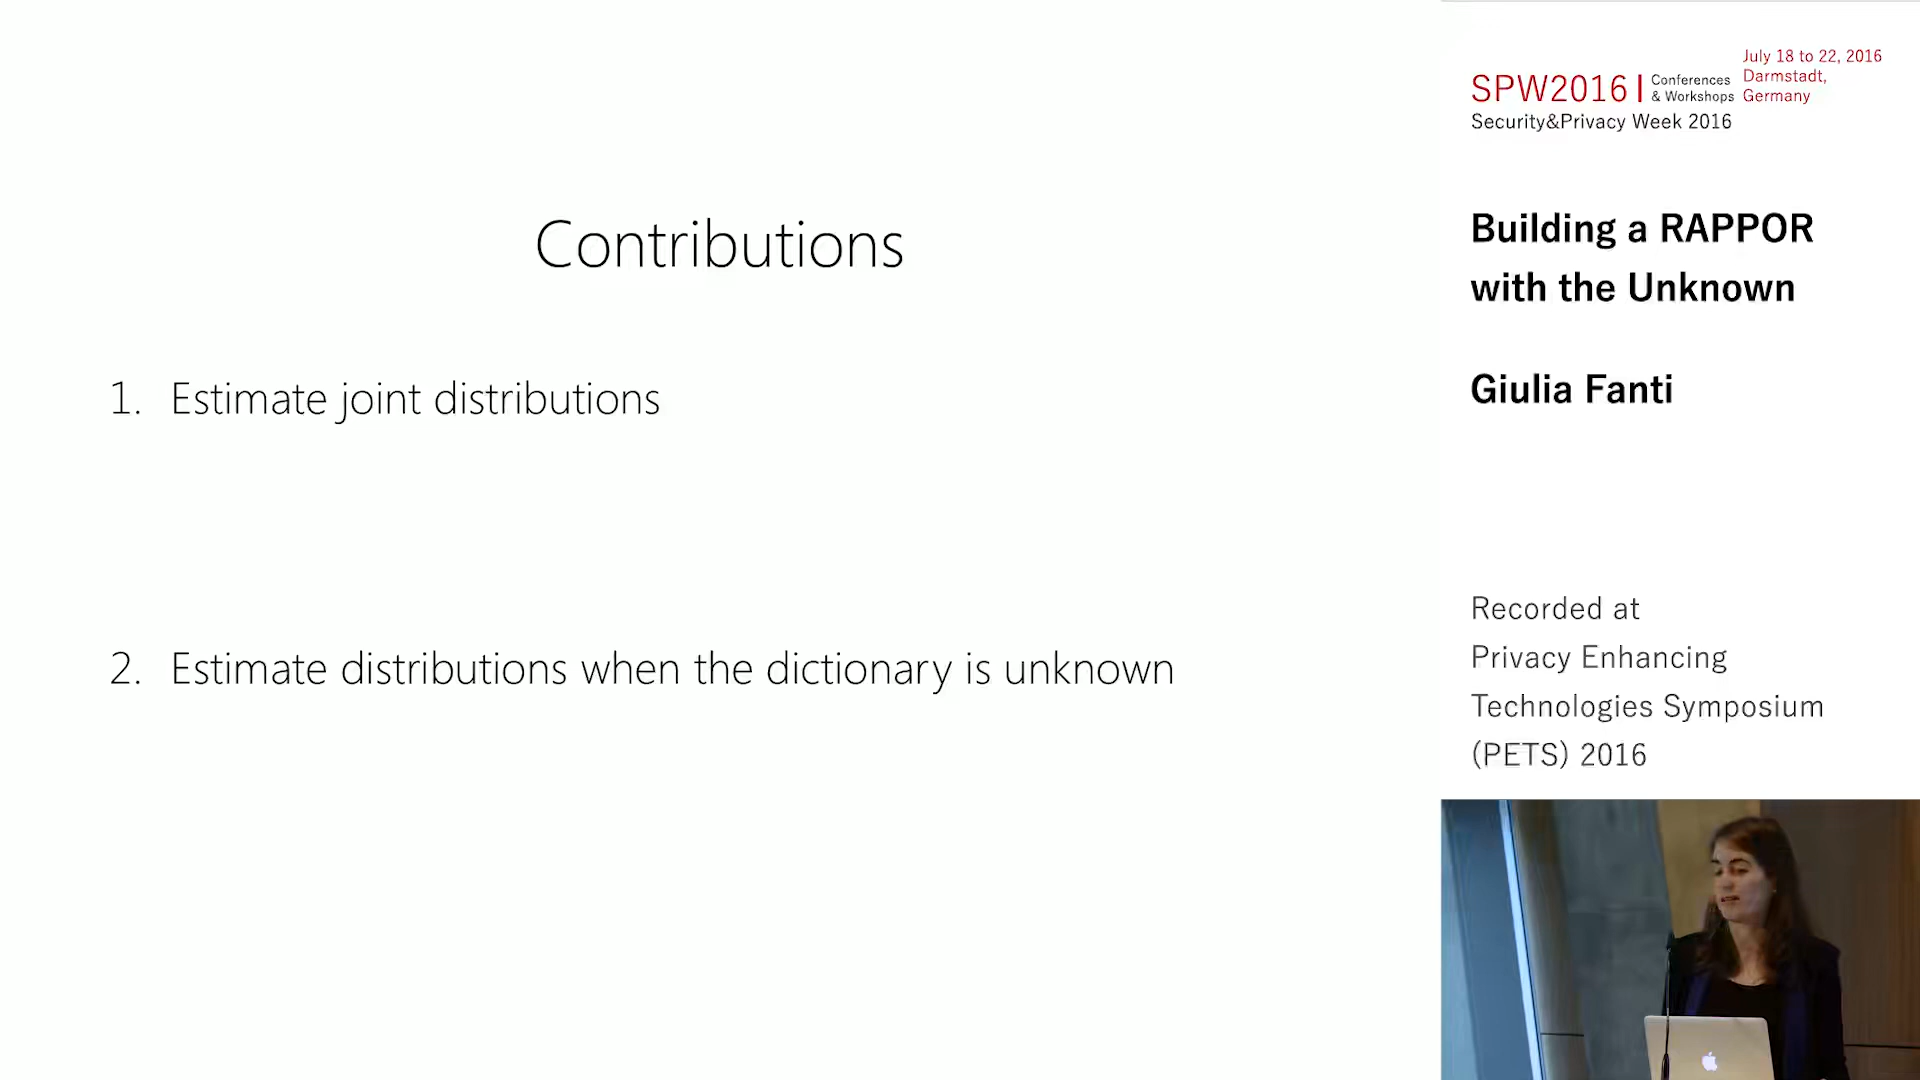 Contributions
1. Estimate joint distributions
2. Estimate distributions when the dictionary is unknown
July 18 to 22, 2016
SPW2016 | Conferences Darmstadt,
& Workshops Germany
Security&Privacy Week 2016
Building a RAPPOR
with the Unknown
Giulia Fanti
Recorded at
Privacy Enhancing
Technologies Symposium
(PETS) 2016